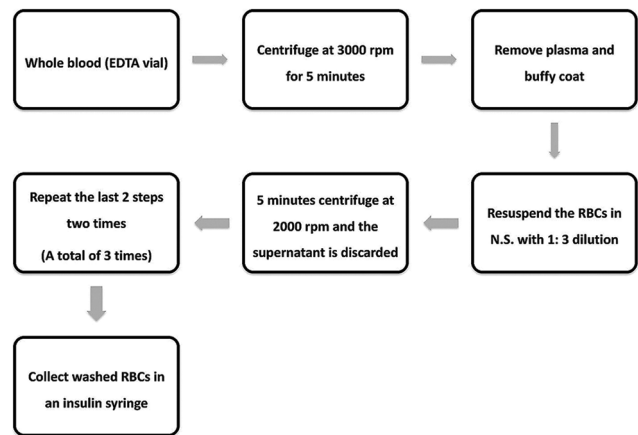 Whole blood (EDTA vial)
Centrifuge at 3000 rpm
for 5 minutes
Remove plasma and
buffy coat
Resuspend the RBCs in
N.S. with 1: 3 dilution
5 minutes centrifuge at
2000 rpm and the
supernatant is discarded
Repeat the last 2 steps
two times
(A total of 3 times)
Collect washed RBCs in
an insulin syringe